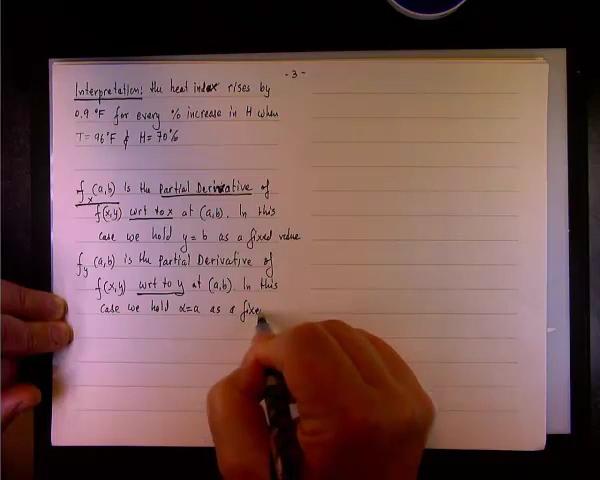 -3-
Interpretation: the heat index rises by
0.9 °F for every % increase in H when
T = 96°F & H = 70%
fx (a,b) is the partial Derivative of
f(x,y) wrt to x at (a,b). In this
case we hold y = b as a fixed value
fy (a,b) is the partial Derivative of
f(x,y) wrt to y at (a,b). In this
case we hold x=a as a fixe